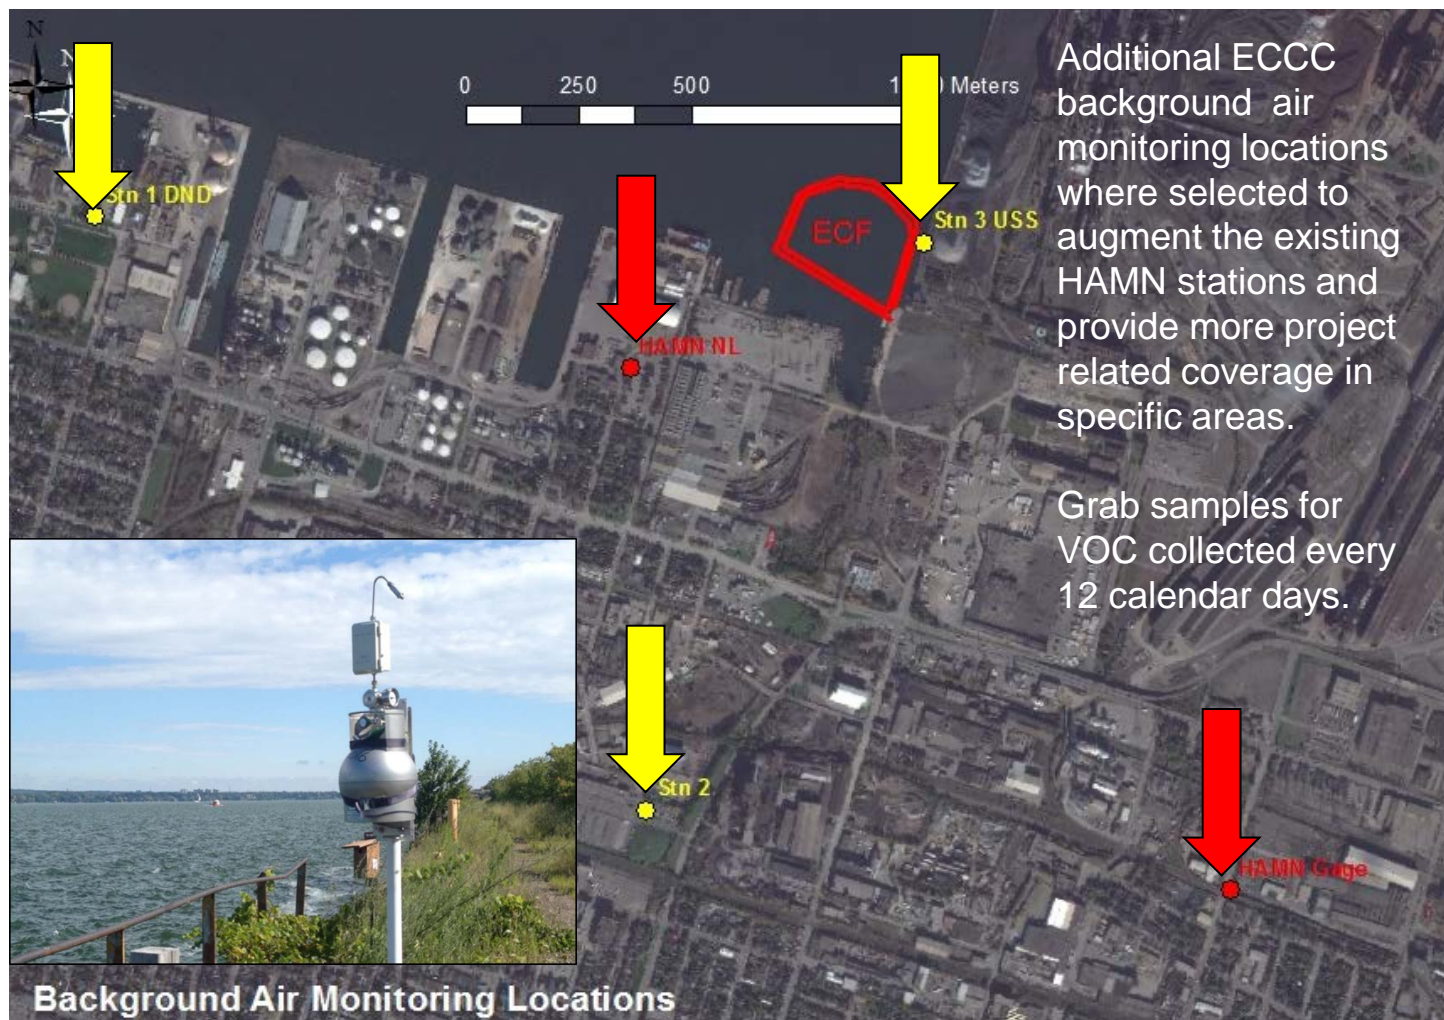 N
N
0 250 500 Meters
Additional ECCC
background air
monitoring locations
where selected to
augment the existing
HAMN stations and
provide more project
related coverage in
specific areas.
Grab samples for
VOC collected every
12 calendar days.
Stn 1 DND
Stn 3 USS
ECF
HAMN NL
Stn 2
HAMN Gage
Background Air Monitoring Locations